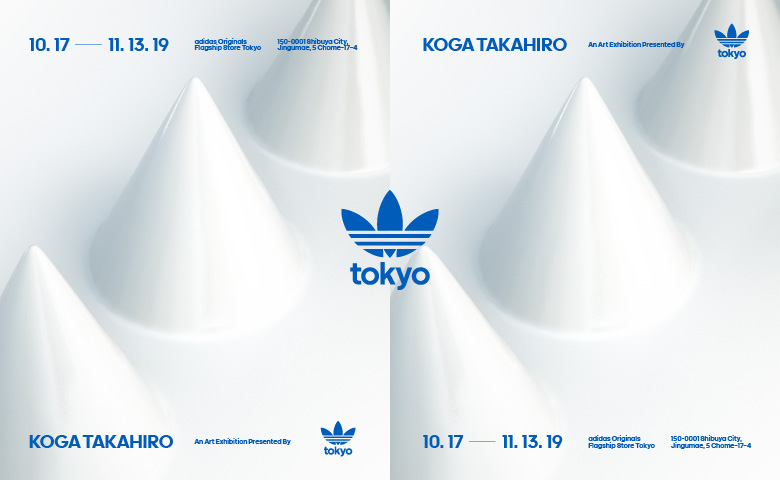 10. 17 — 11. 13. 19
adidas Originals
Flagship Store Tokyo
150-0001 Shibuya City,
Jingumae, 5 Chome-17-4
KOGA TAKAHIRO
An Art Exhibition Presented By
tokyo
tokyo
KOGA TAKAHIRO
An Art Exhibition Presented By
tokyo
10. 17 — 11. 13. 19
adidas Originals
Flagship Store Tokyo
150-0001 Shibuya City,
Jingumae, 5 Chome-17-4